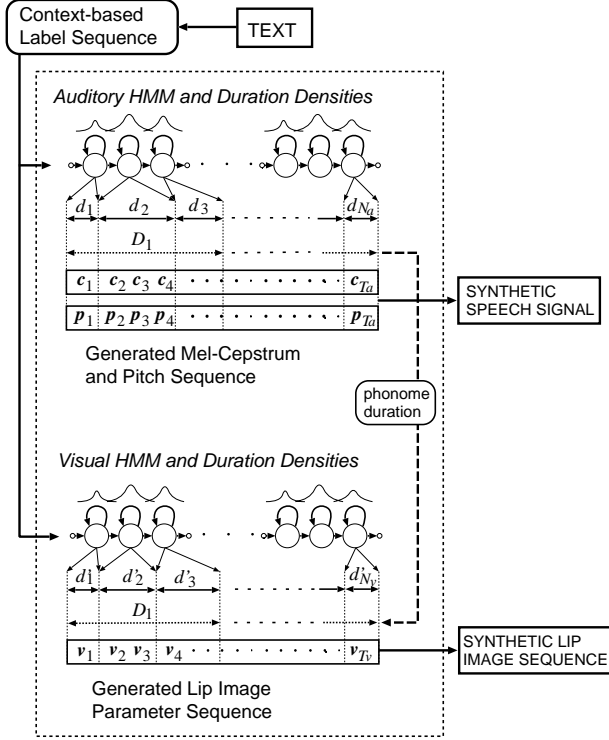 Context-based
Label Sequence
TEXT
Auditory HMM and Duration Densities
d1 d2 d3 dNa
D1
c1 c2 c3 c4 cTa
p1 p2 p3 p4 pTa
SYNTHETIC
SPEECH SIGNAL
Generated Mel-Cepstrum
and Pitch Sequence
phonome
duration
Visual HMM and Duration Densities
d'1 d'2 d'3 d'Nv
D1
v1 v2 v3 v4 vTv
SYNTHETIC LIP
IMAGE SEQUENCE
Generated Lip Image
Parameter Sequence